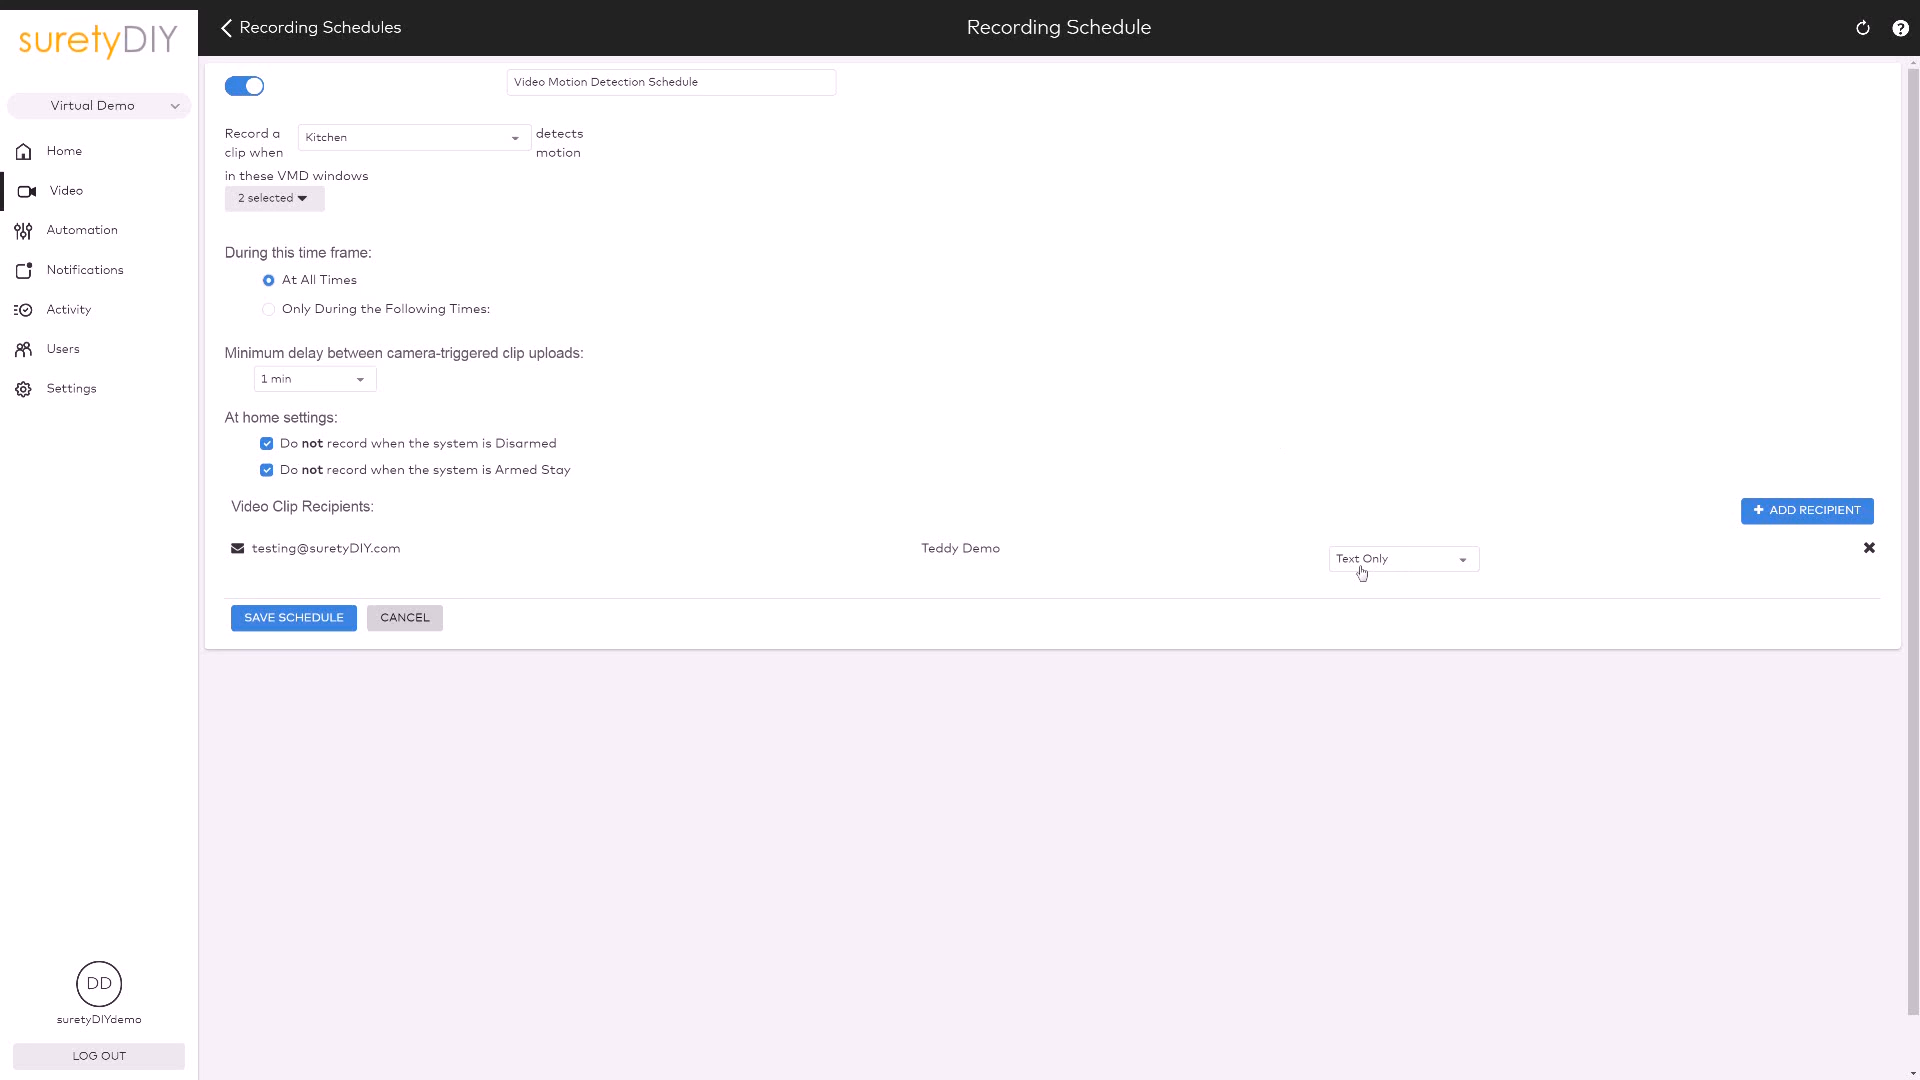 suretyDIY
Recording Schedules
Recording Schedule
Virtual Demo
Home
Video
Automation
Notifications
Activity
Users
Settings
Video Motion Detection Schedule
Record a clip when
Kitchen
detects motion
in these VMD windows
2 selected
During this time frame:
At All Times
Only During the Following Times:
Minimum delay between camera-triggered clip uploads:
1 min
At home settings:
Do not record when the system is Disarmed
Do not record when the system is Armed Stay
Video Clip Recipients:
+ ADD RECIPIENT
testing@suretyDIY.com
Teddy Demo
Text Only
SAVE SCHEDULE
CANCEL
DD
suretyDIYdemo
LOG OUT